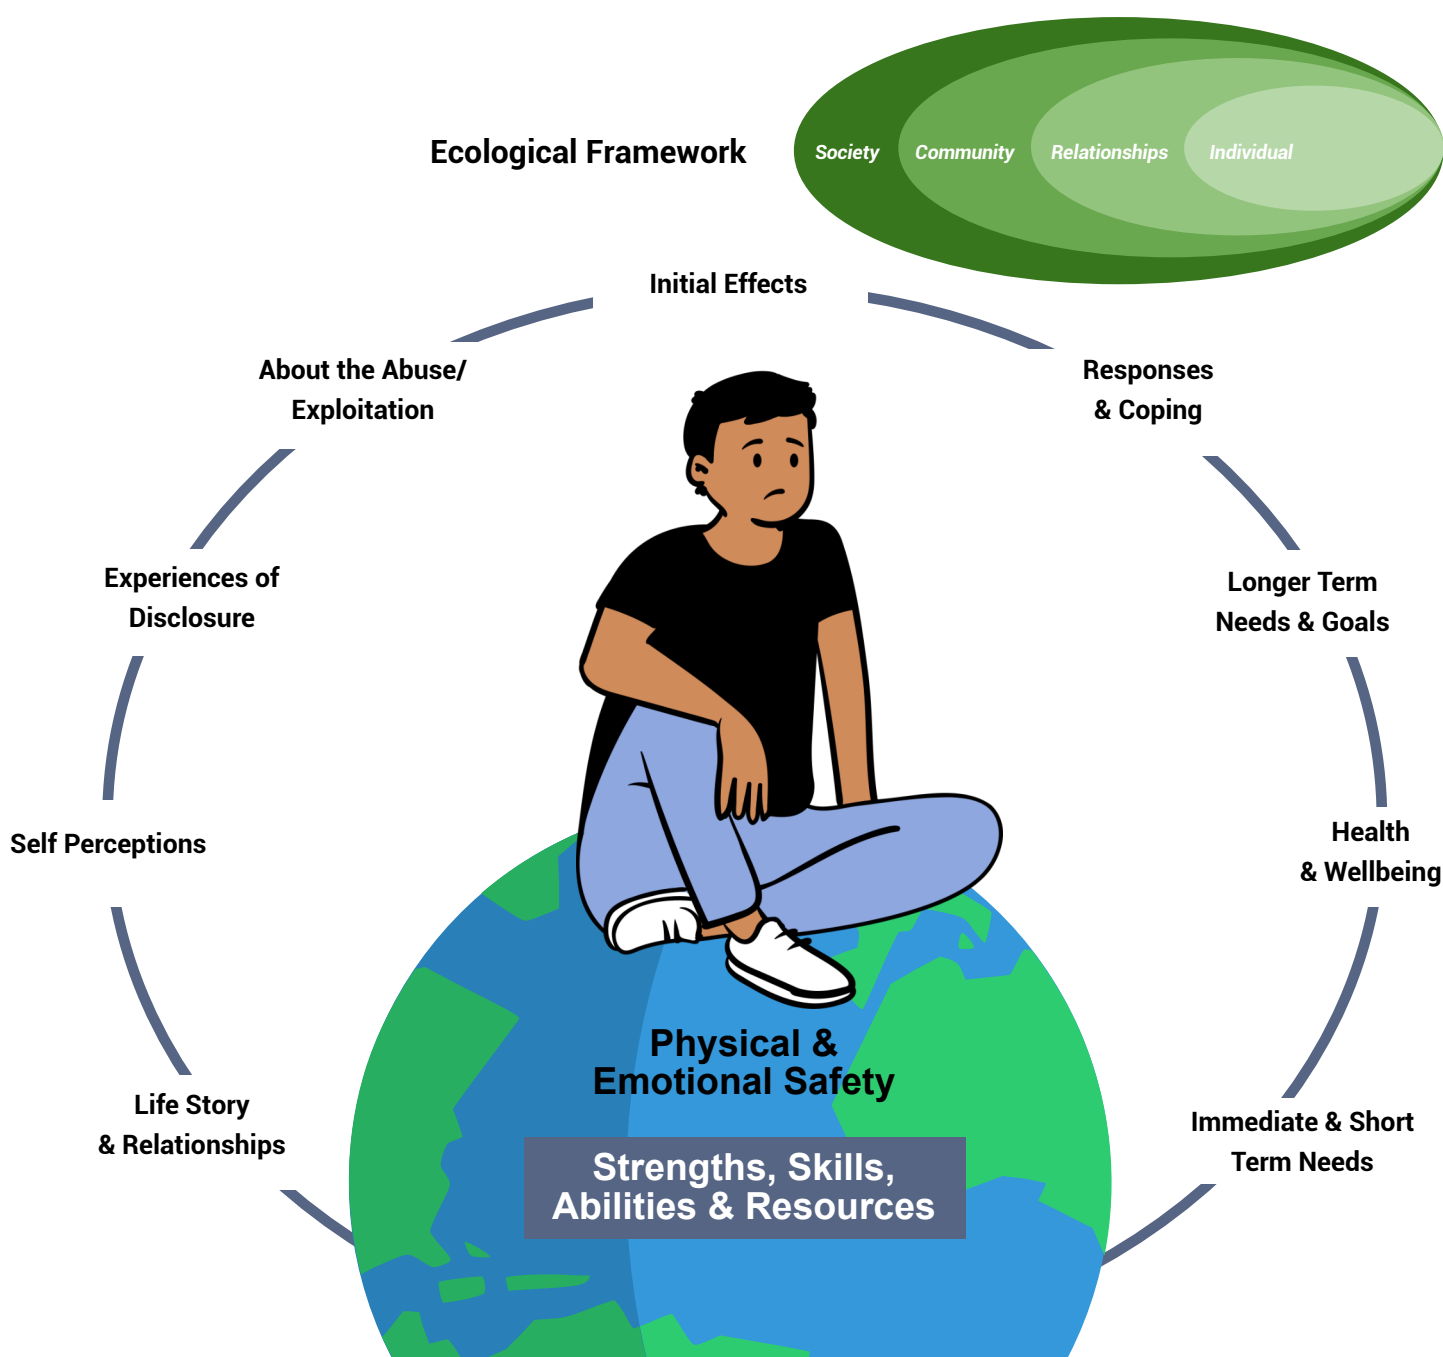 Ecological Framework
Society
Community
Relationships
Individual
Initial Effects
About the Abuse/
Exploitation
Responses
& Coping
Experiences of
Disclosure
Longer Term
Needs & Goals
Self Perceptions
Health
& Wellbeing
Life Story
& Relationships
Immediate & Short
Term Needs
Physical &
Emotional Safety
Strengths, Skills,
Abilities & Resources